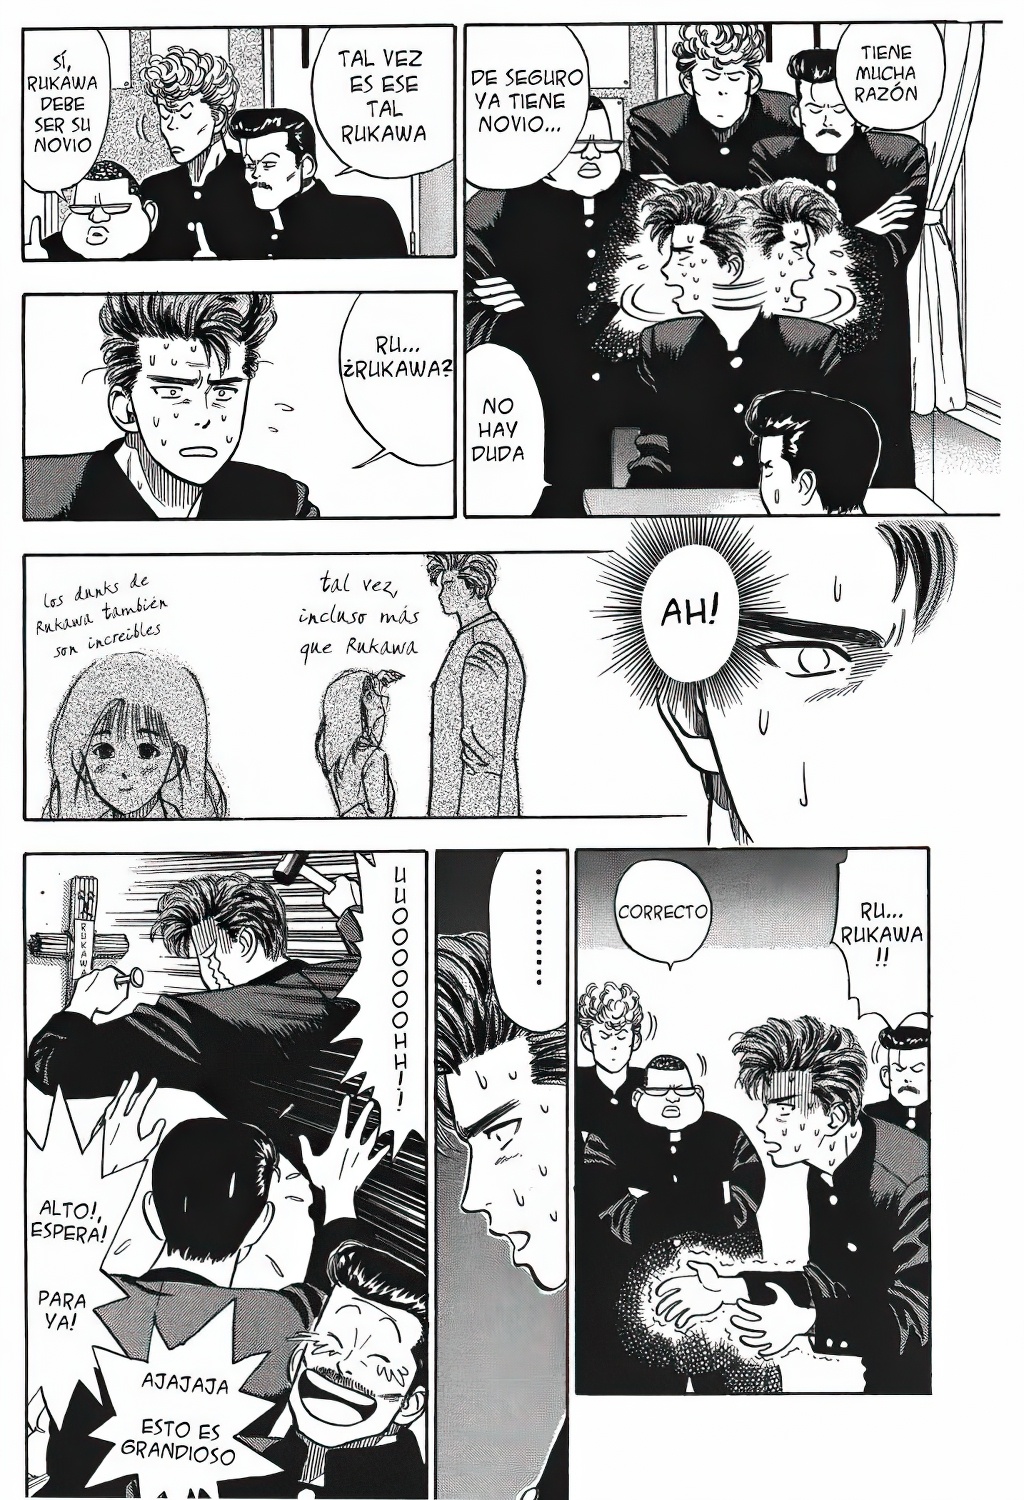 TIENE
MUCHA
RAZÓN
DE SEGURO
YA TIENE
NOVIO...
NO
HAY
DUDA
TAL VEZ
ES ESE
TAL
RUKAWA
SÍ,
RUKAWA
DEBE
SER SU
NOVIO
RU...
¿RUKAWA?
AH!
tal vez,
incluso más
que Rukawa
los dunks de
Rukawa también
son increíbles
RU...
RUKAWA
!!
CORRECTO
..........
UUOOOOOOHH!!
RUKAWA
ALTO!,
ESPERA!
PARA
YA!
AJAJAJA
ESTO ES
GRANDIOSO